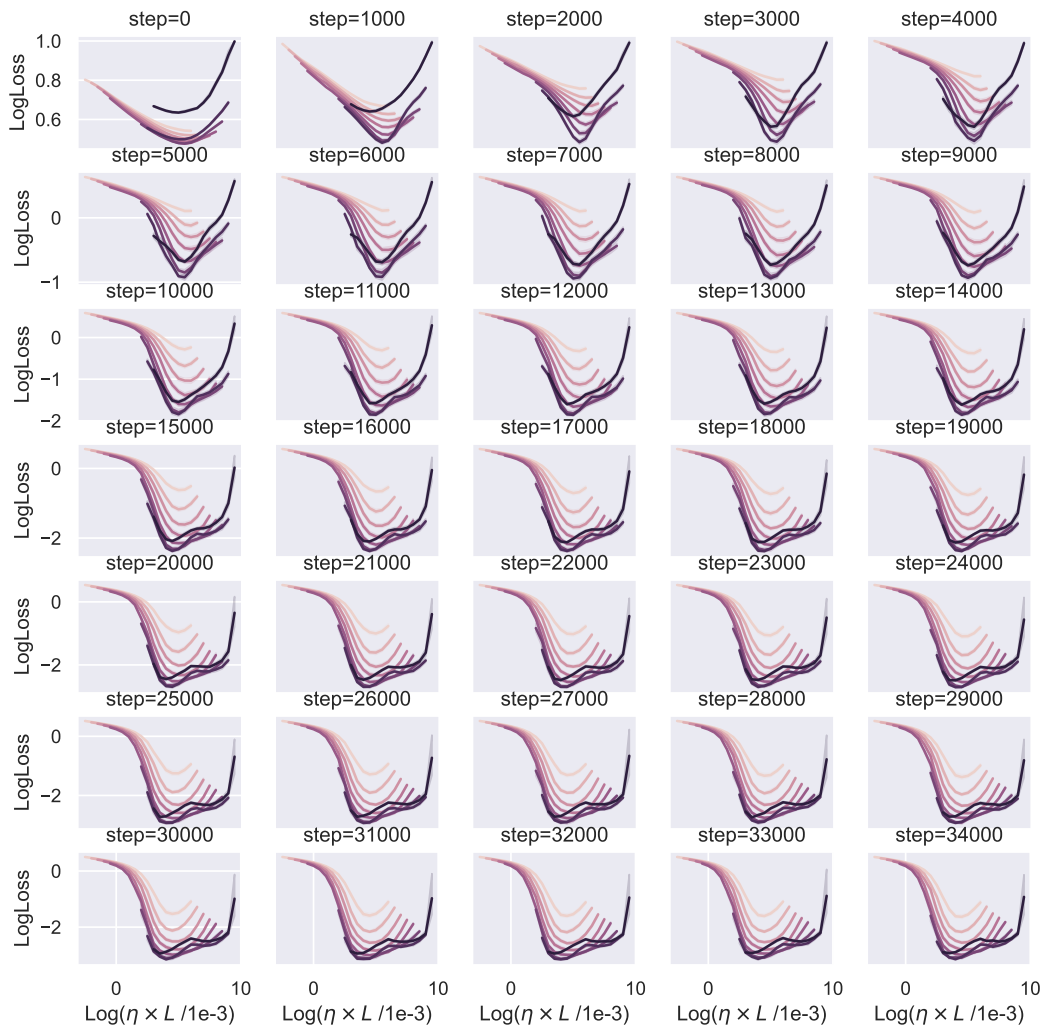 step=0 step=1000 step=2000 step=3000 step=4000
1.0
0.8
0.6
LogLoss
step=5000 step=6000 step=7000 step=8000 step=9000
0
−1
LogLoss
step=10000 step=11000 step=12000 step=13000 step=14000
0
−1
−2
LogLoss
step=15000 step=16000 step=17000 step=18000 step=19000
0
−2
LogLoss
step=20000 step=21000 step=22000 step=23000 step=24000
0
−2
LogLoss
step=25000 step=26000 step=27000 step=28000 step=29000
0
−2
LogLoss
step=30000 step=31000 step=32000 step=33000 step=34000
0
−2
LogLoss
0 10 0 10 0 10 0 10 0 10
Log(η × L /1e-3) Log(η × L /1e-3) Log(η × L /1e-3) Log(η × L /1e-3) Log(η × L /1e-3)